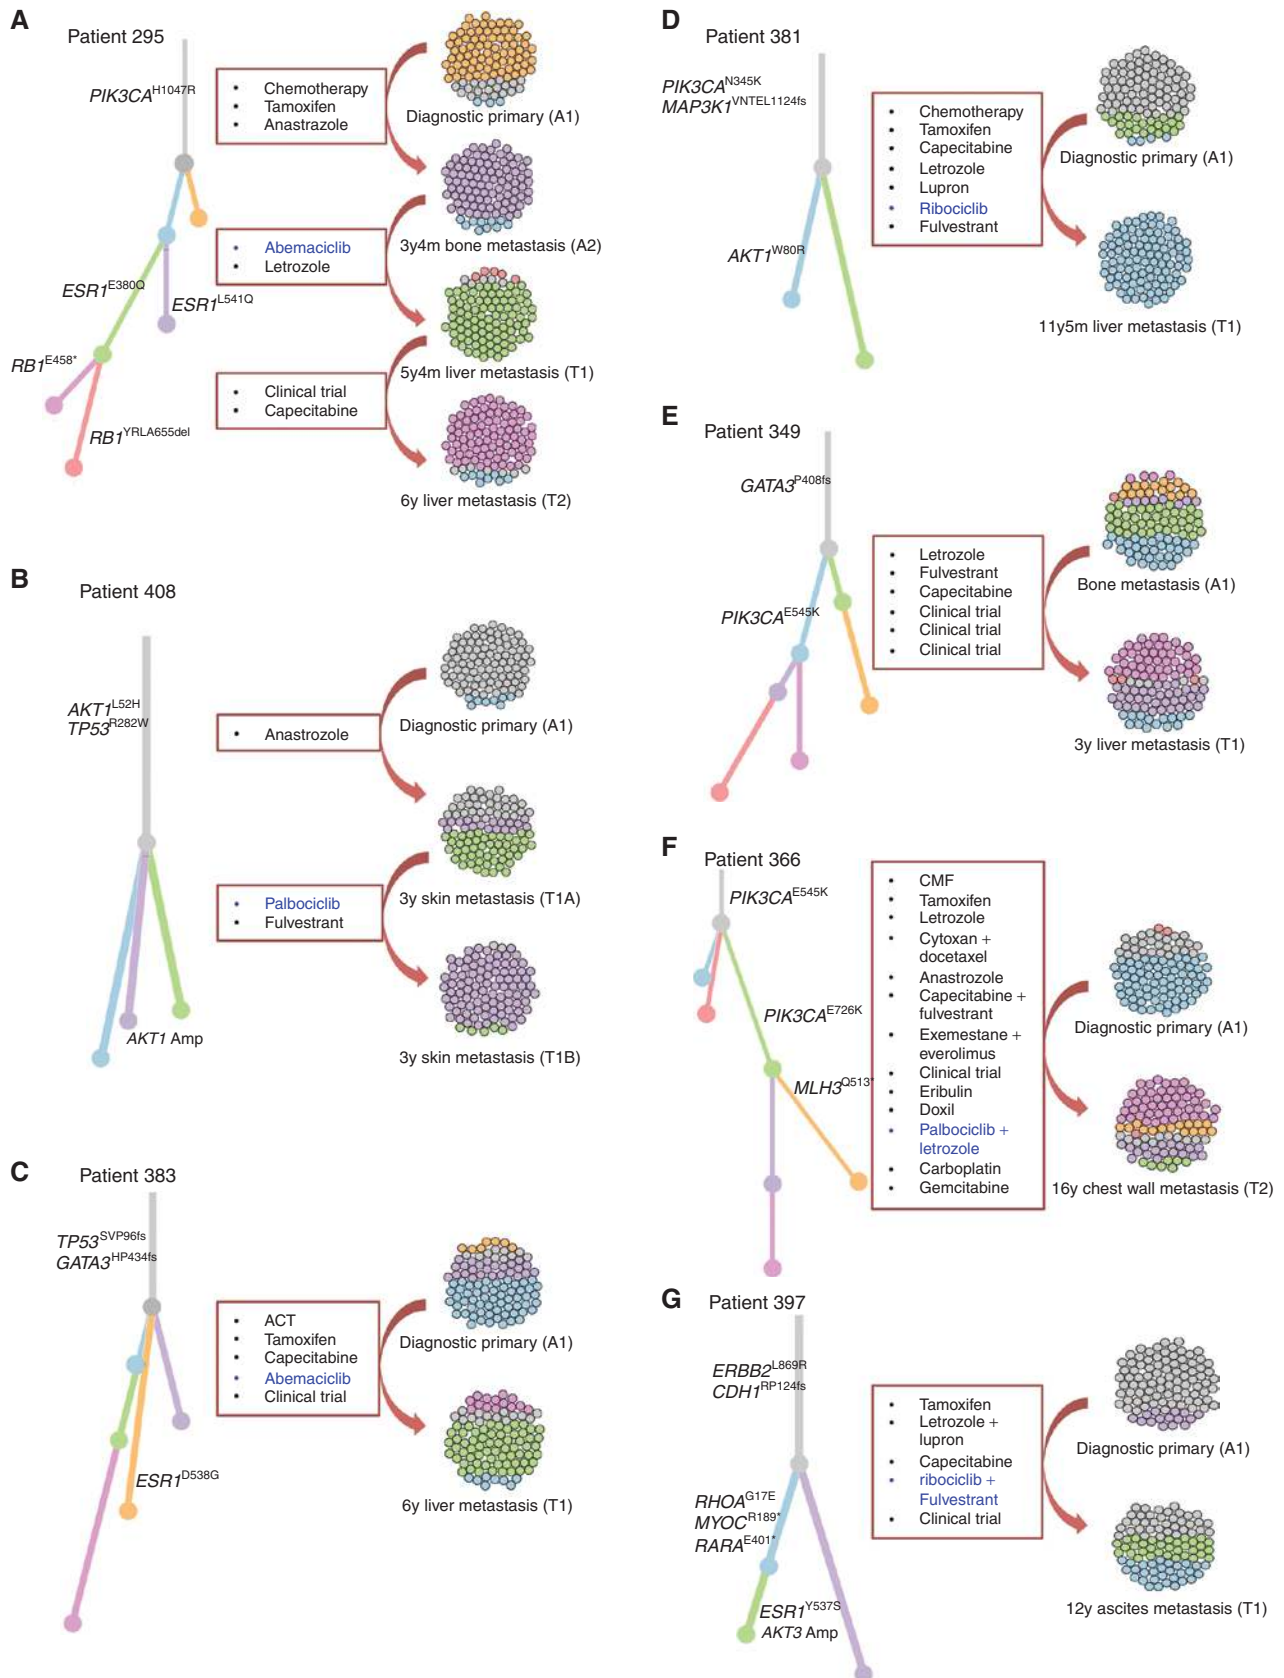 A
Patient 295
PIK3CA^H1047R
• Chemotherapy
• Tamoxifen
• Anastrazole
Diagnostic primary (A1)
3y4m bone metastasis (A2)
• Abemaciclib
• Letrozole
ESR1^E380Q
ESR1^L541Q
RB1^E458*
5y4m liver metastasis (T1)
• Clinical trial
• Capecitabine
RB1^YRLA655del
6y liver metastasis (T2)
B
Patient 408
AKT1^L52H
TP53^R282W
• Anastrozole
Diagnostic primary (A1)
3y skin metastasis (T1A)
• Palbociclib
• Fulvestrant
AKT1 Amp
3y skin metastasis (T1B)
C
Patient 383
TP53^SVP96fs
GATA3^HP434fs
• ACT
• Tamoxifen
• Capecitabine
• Abemaciclib
• Clinical trial
Diagnostic primary (A1)
ESR1^D538G
6y liver metastasis (T1)
D
Patient 381
PIK3CA^N345K
MAP3K1^VNTEL1124fs
• Chemotherapy
• Tamoxifen
• Capecitabine
• Letrozole
• Lupron
• Ribociclib
• Fulvestrant
Diagnostic primary (A1)
AKT1^W80R
11y5m liver metastasis (T1)
E
Patient 349
GATA3^P408fs
• Letrozole
• Fulvestrant
• Capecitabine
• Clinical trial
• Clinical trial
• Clinical trial
Bone metastasis (A1)
PIK3CA^E545K
3y liver metastasis (T1)
F
Patient 366
PIK3CA^E545K
• CMF
• Tamoxifen
• Letrozole
• Cytoxan +
docetaxel
• Anastrozole
• Capecitabine +
fulvestrant
• Exemestane +
everolimus
• Clinical trial
• Eribulin
• Doxil
• Palbociclib +
letrozole
• Carboplatin
• Gemcitabine
Diagnostic primary (A1)
PIK3CA^E726K
MLH3^Q513*
16y chest wall metastasis (T2)
G
Patient 397
ERBB2^L869R
CDH1^RP124fs
• Tamoxifen
• Letrozole +
lupron
• Capecitabine
• ribociclib +
Fulvestrant
• Clinical trial
Diagnostic primary (A1)
RHOA^G17E
MYOC^R189*
RARA^E401*
ESR1^Y537S
AKT3 Amp
12y ascites metastasis (T1)